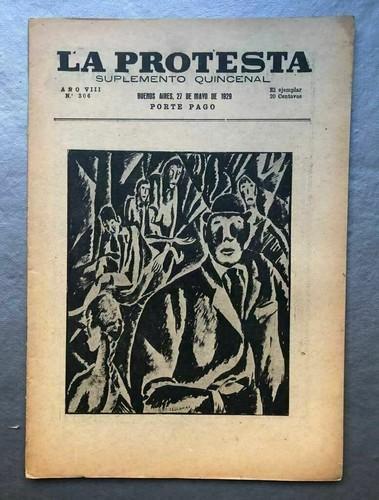 LA PROTESTA
SUPLEMENTO QUINCENAL
AÑO VIII
N.º 306
BUENOS AIRES, 27 DE MAYO DE 1929
PORTE PAGO
El ejemplar
20 Centavos